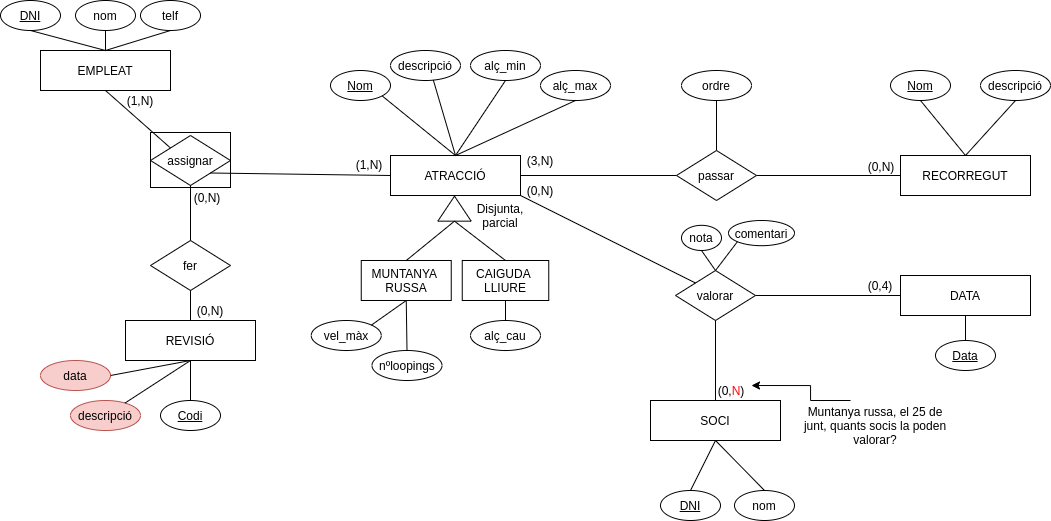 DNI
nom
telf
EMPLEAT
(1,N)
assignar
(0,N)
fer
(0,N)
REVISIÓ
data
descripció
Codi
Nom
descripció
alç_min
alç_max
(1,N)
ATRACCIÓ
(3,N)
(0,N)
Disjunta,
parcial
MUNTANYA
RUSSA
CAIGUDA
LLIURE
vel_màx
nºloopings
alç_cau
ordre
passar
(0,N)
Nom
descripció
RECORREGUT
nota
comentari
valorar
(0,4)
DATA
Data
(0,N)
SOCI
DNI
nom
Muntanya russa, el 25 de
junt, quants socis la poden
valorar?